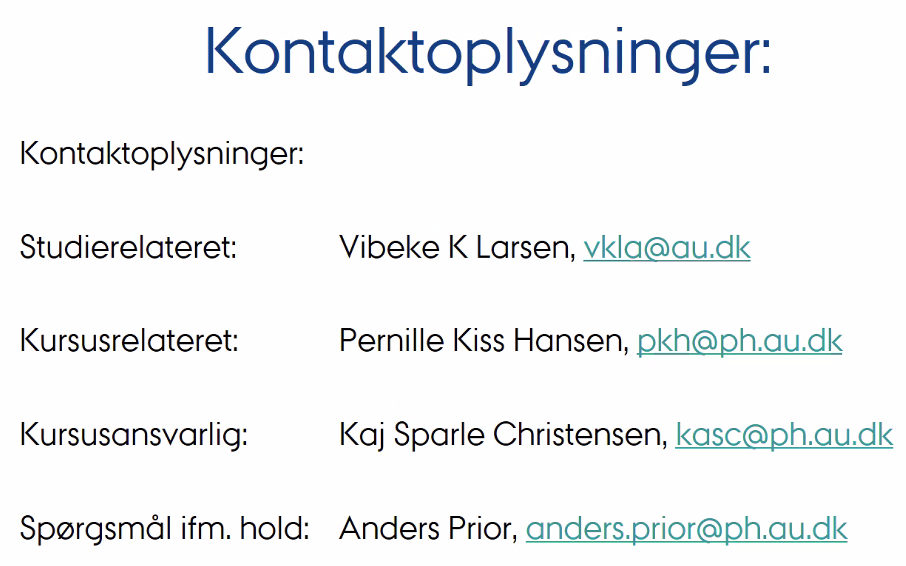 Kontaktoplysninger:
Kontaktoplysninger:
Studierelateret: Vibeke K Larsen, vkla@au.dk
Kursusrelateret: Pernille Kiss Hansen, pkh@ph.au.dk
Kursusansvarlig: Kaj Sparle Christensen, kasc@ph.au.dk
Spørgsmål ifm. hold: Anders Prior, anders.prior@ph.au.dk